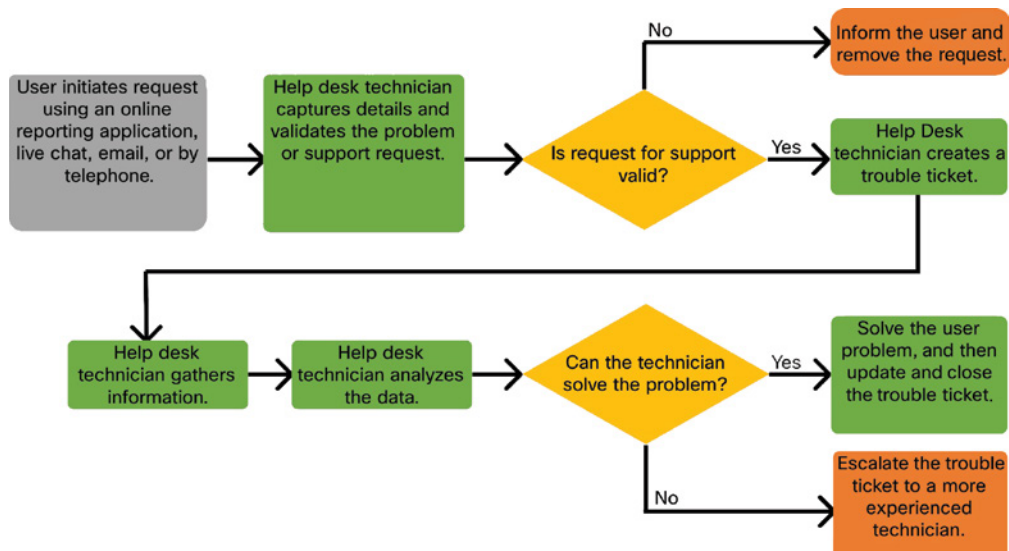 User initiates request
using an online
reporting application,
live chat, email, or by
telephone.
Help desk technician
captures details and
validates the problem
or support request.
Is request for support
valid?
No
Inform the user and
remove the request.
Yes
Help Desk
technician creates a
trouble ticket.
Help desk
technician gathers
information.
Help desk
technician analyzes
the data.
Can the technician
solve the problem?
Yes
Solve the user
problem, and then
update and close
the trouble ticket.
No
Escalate the trouble
ticket to a more
experienced
technician.